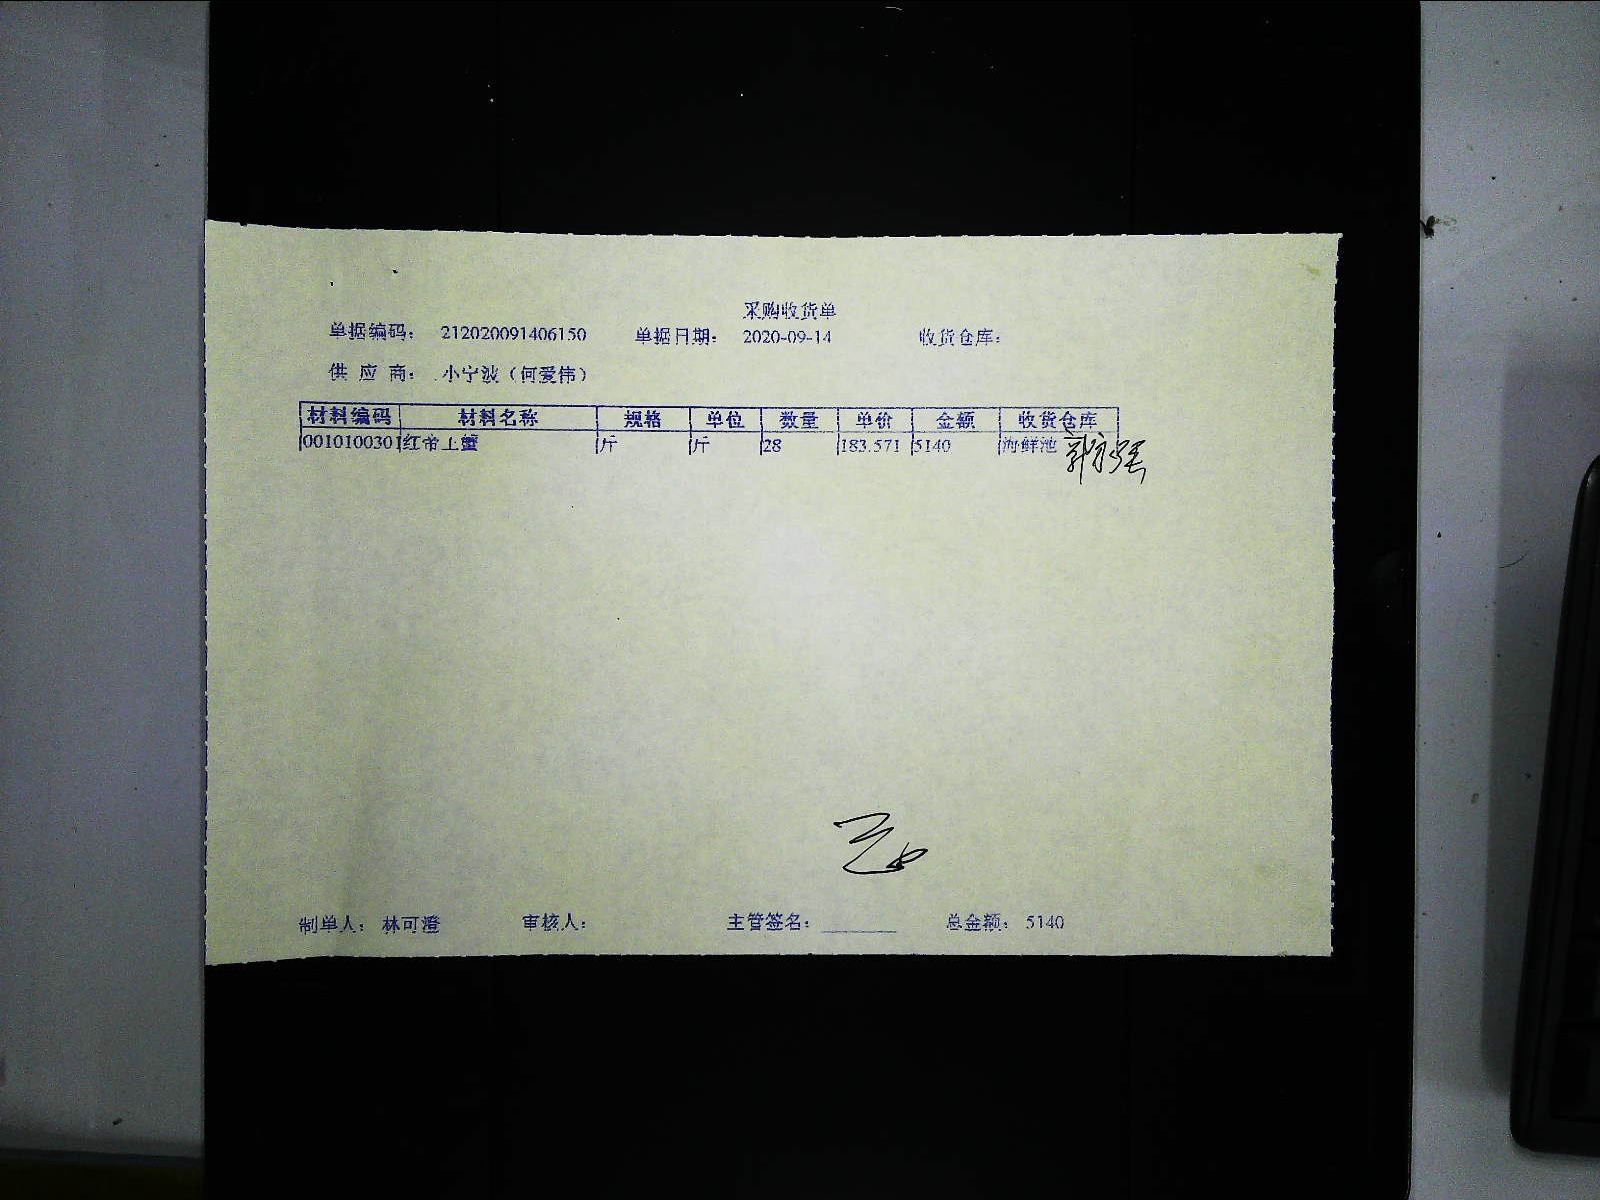 采购收货单
单据编码： 212020091406150 单据日期： 2020-09-14 收货仓库：
供 应 商： 小宁波（何爱伟）
材料编码 材料名称 规格 单位 数量 单价 金额 收货仓库
0010100301 红帝王蟹 斤 斤 28 183.571 5140 海鲜池
制单人： 林可澄 审核人： 主管签名： 总金额： 5140